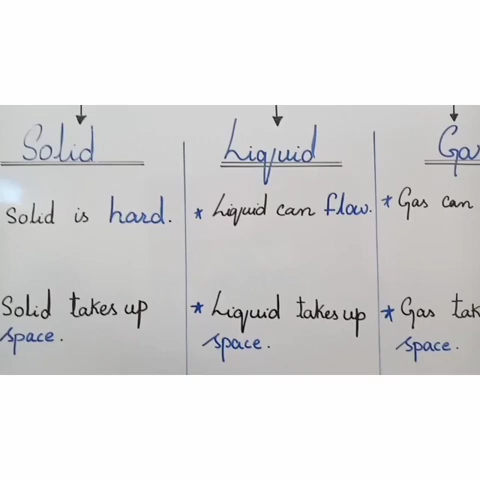 Solid
Solid is hard.
Solid takes up
space.
Liquid
* Liquid can flow.
* Liquid takes up
space.
* Gas can
* Gas
space.